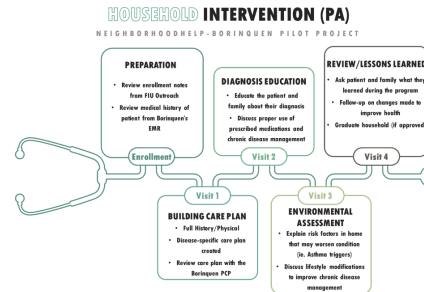 HOUSEHOLD INTERVENTION (PA)
NEIGHBORHOODHELP-BORINQUEN PILOT PROJECT
PREPARATION
• Review enrollment notes
from FIU Outreach
• Review medical history of
patient from Borinquen's
EMR
Enrollment
BUILDING CARE PLAN
Visit 1
• Full History/Physical
• Disease-specific care plan
created
• Review care plan with the
Borinquen PCP
DIAGNOSIS EDUCATION
• Educate the patient and
family about their diagnosis
• Discuss proper use of
prescribed medications and
chronic disease management
Visit 2
Visit 3
ENVIRONMENTAL
ASSESSMENT
• Explain risk factors in home
that may worsen condition
(ie. Asthma triggers)
• Discuss lifestyle modifications
to improve chronic disease
management
REVIEW/LESSONS LEARNED
• Ask patient and family what they
learned during the program
• Follow-up on changes made to
improve health
• Graduate household (if approved
Visit 4